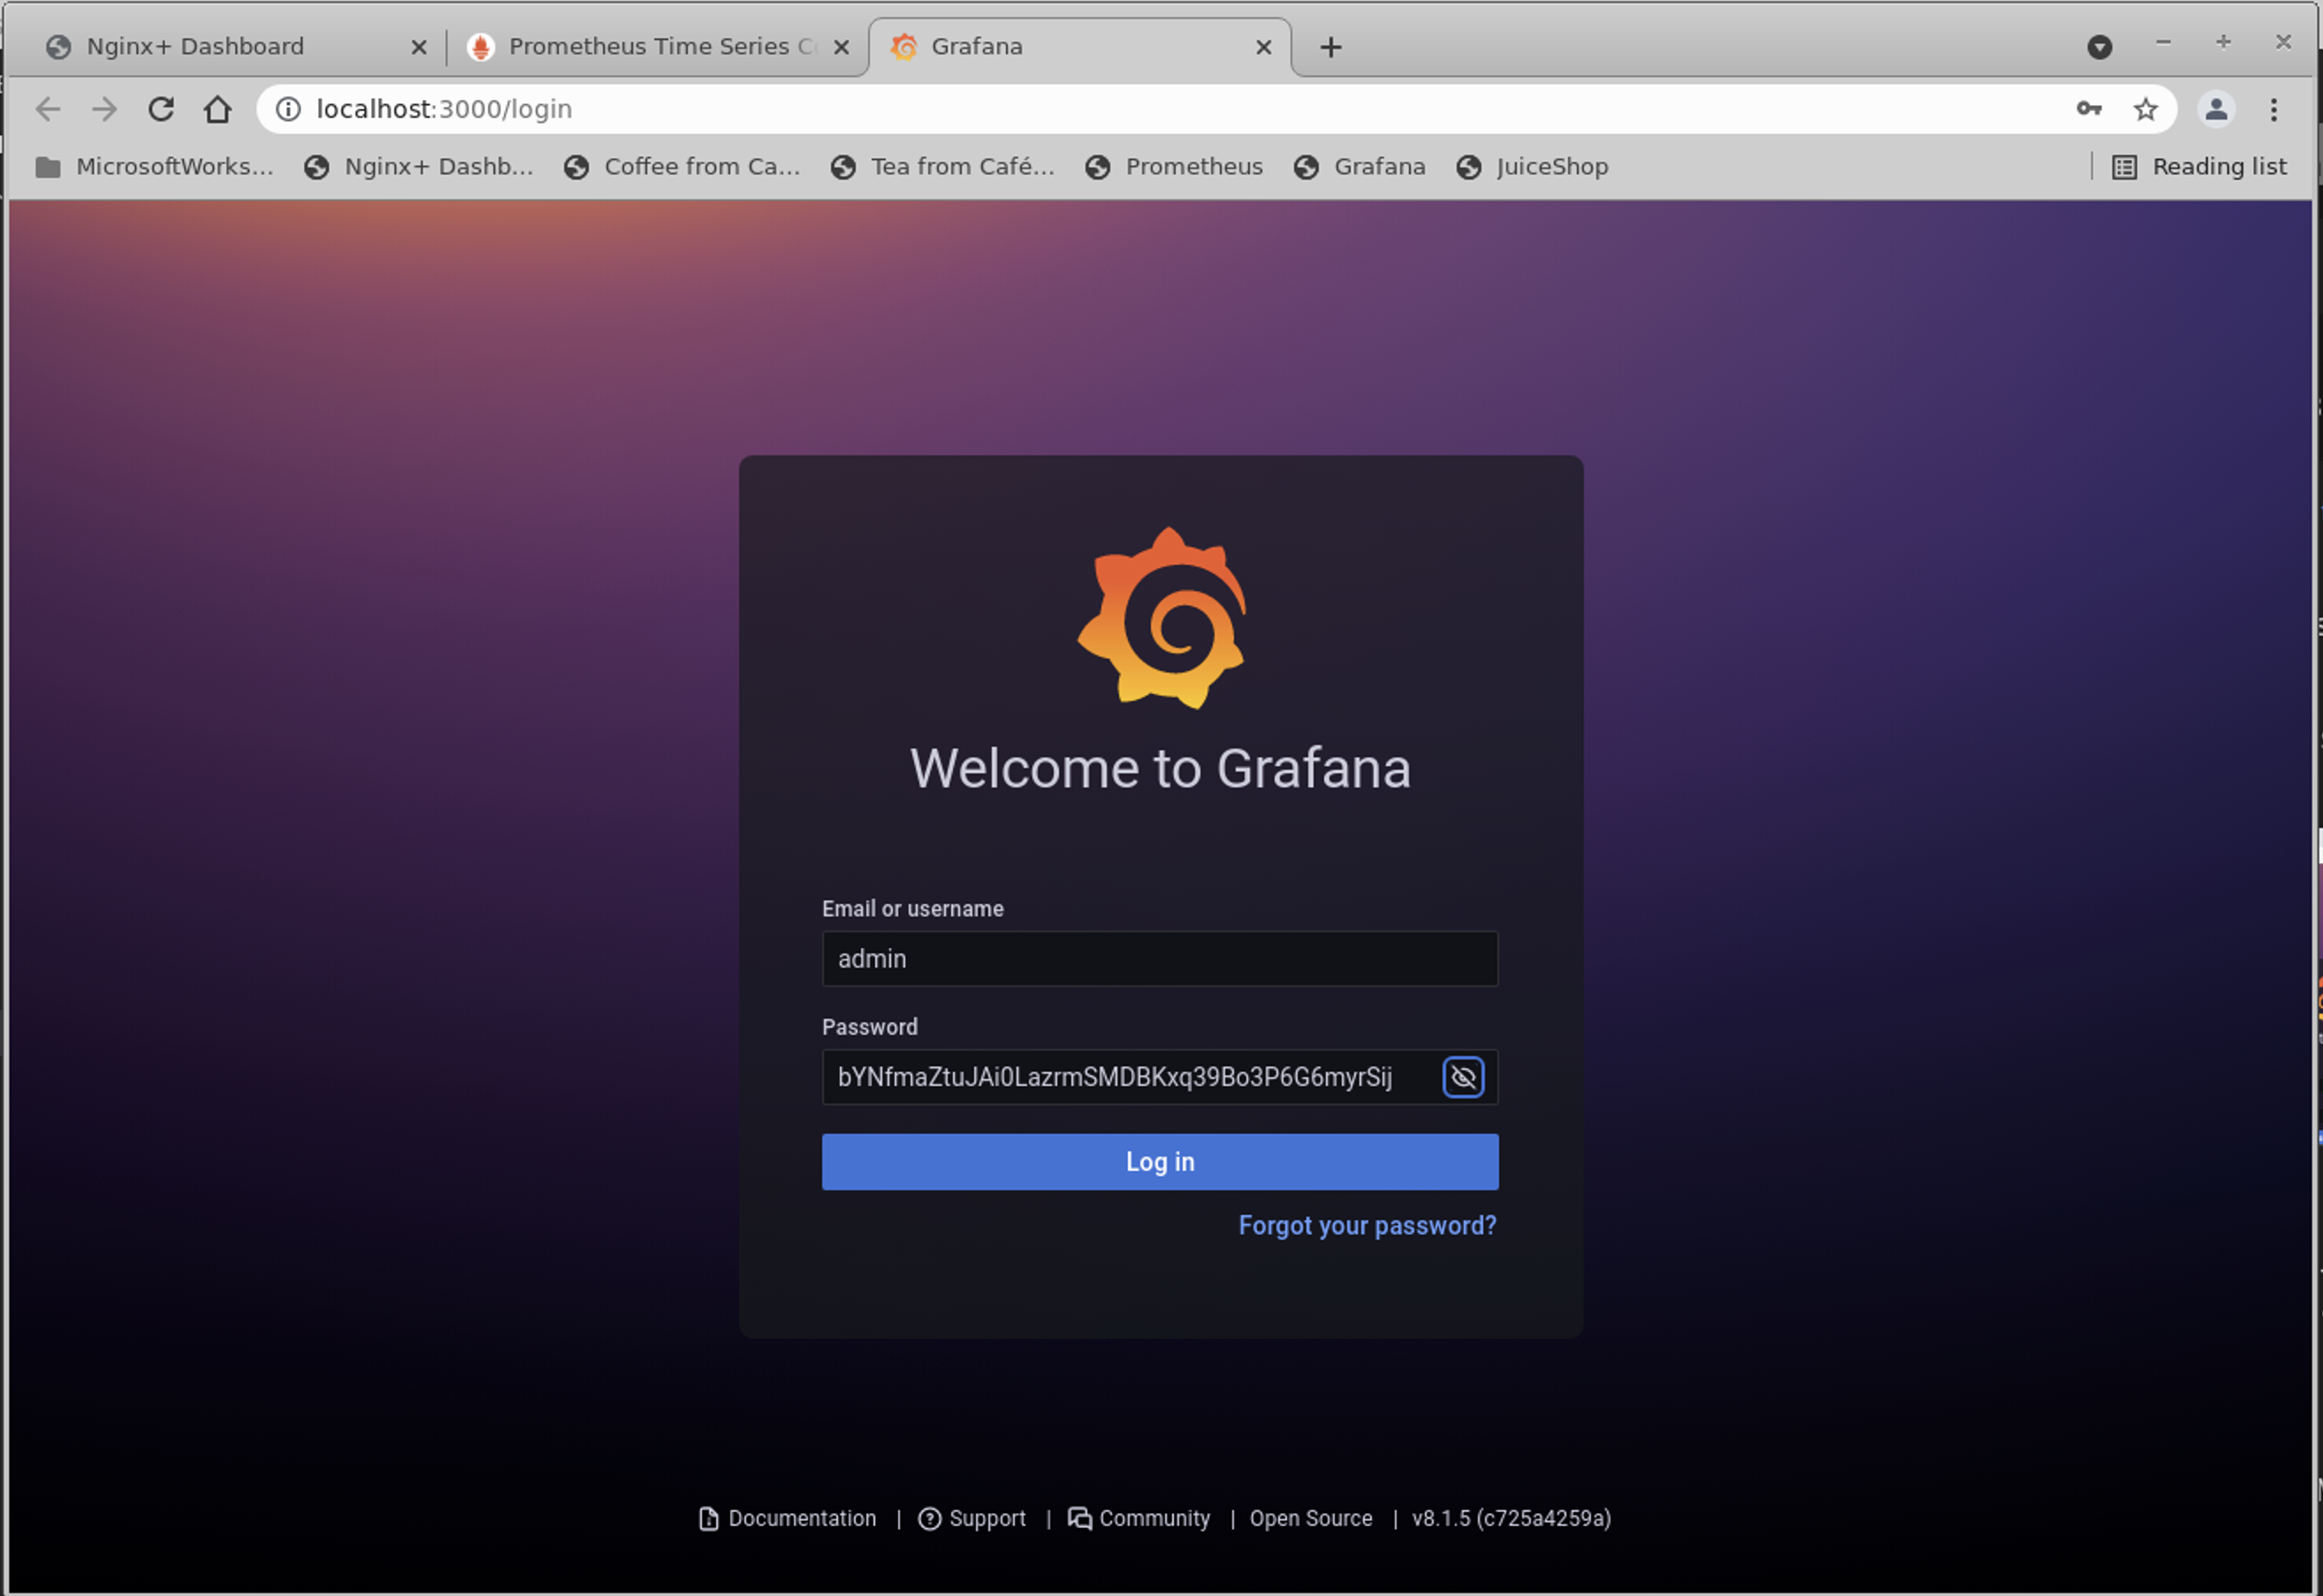 Nginx+ Dashboard
Prometheus Time Series Co
Grafana
localhost:3000/login
MicrosoftWorks...
Nginx+ Dashb...
Coffee from Ca...
Tea from Café...
Prometheus
Grafana
JuiceShop
Reading list
Welcome to Grafana
Email or username
admin
Password
bYNfmaZtuJAi0LazrmSMDBKxq39Bo3P6G6myrSij
Log in
Forgot your password?
Documentation | Support | Community | Open Source | v8.1.5 (c725a4259a)